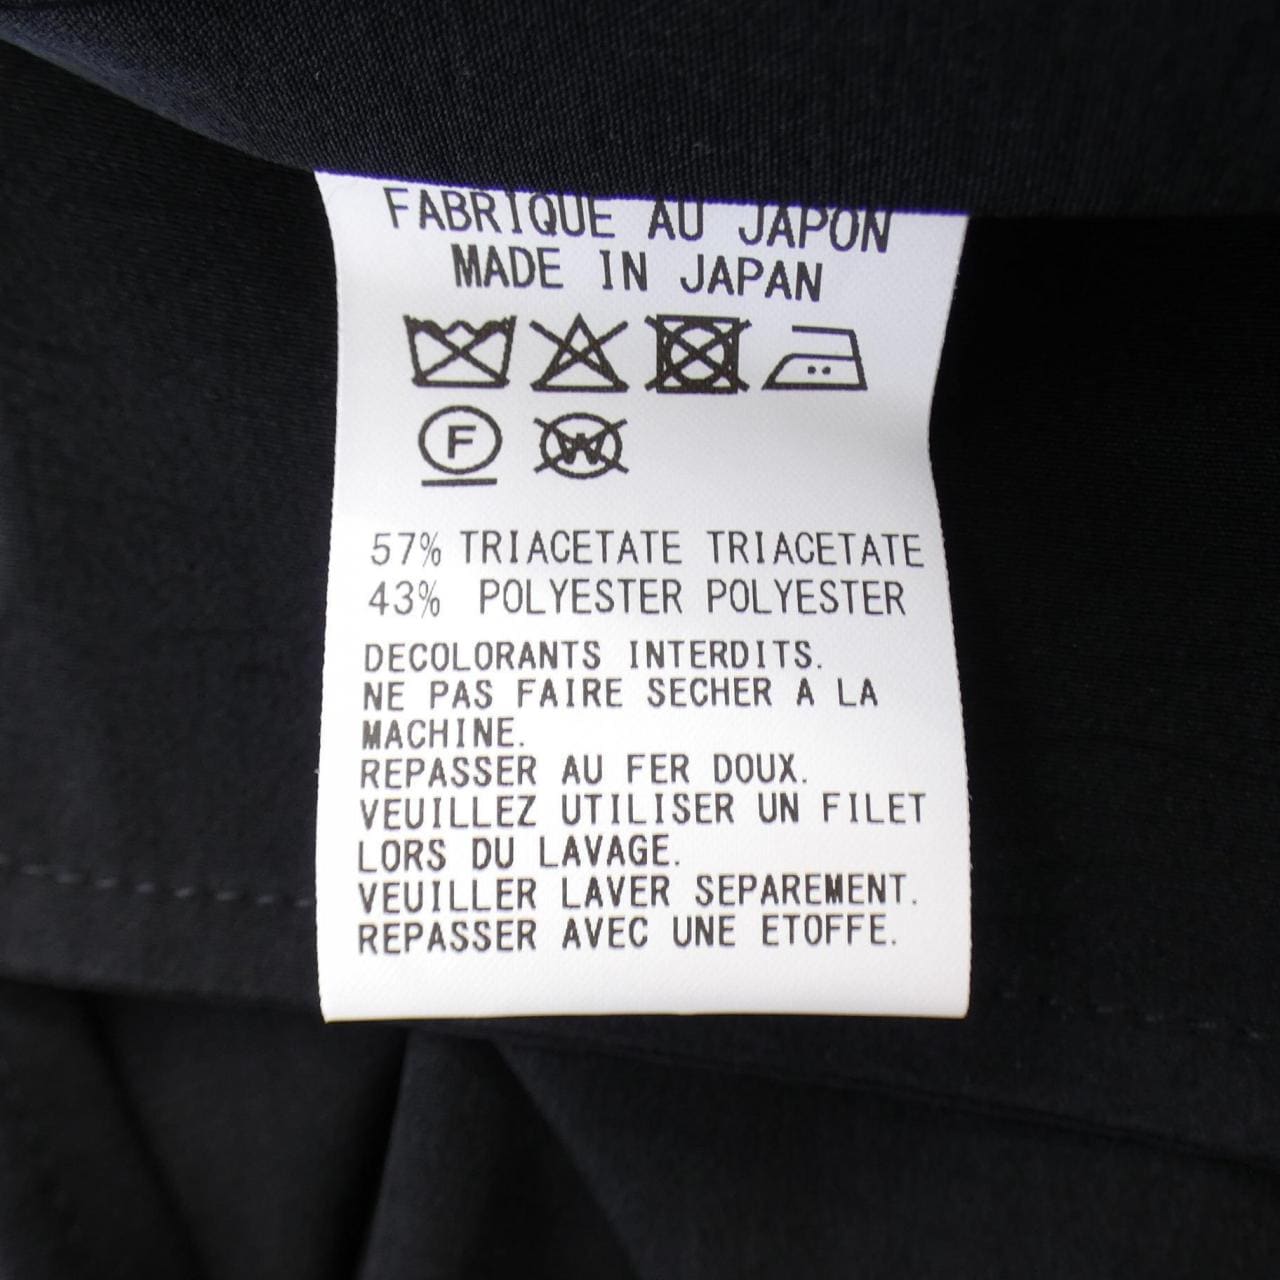 FABRIQUE AU JAPON
MADE IN JAPAN
F
W
57% TRIACETATE TRIACETATE
43% POLYESTER POLYESTER
DECOLORANTS INTERDITS.
NE PAS FAIRE SECHER A LA
MACHINE.
REPASSER AU FER DOUX.
VEUILLEZ UTILISER UN FILET
LORS DU LAVAGE.
VEUILLER LAVER SEPAREMENT.
REPASSER AVEC UNE ETOFFE.